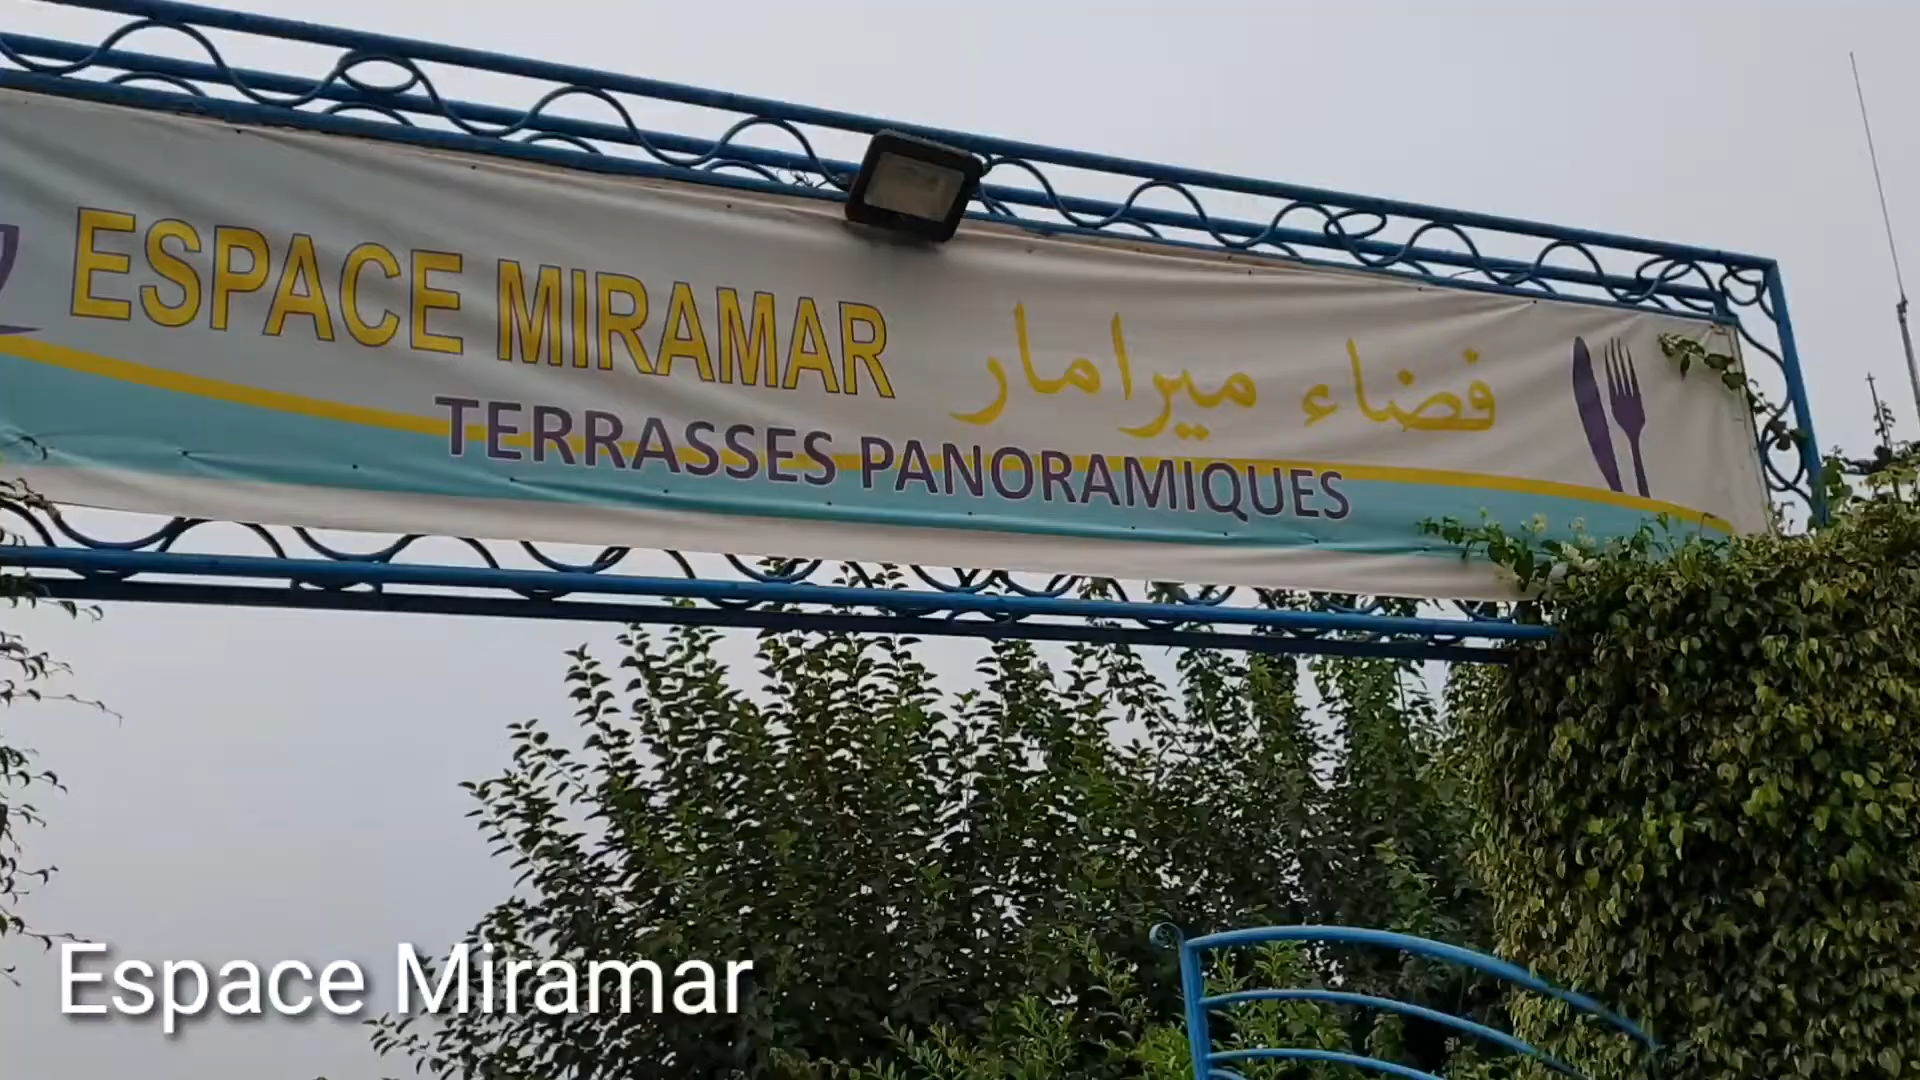 ESPACE MIRAMAR
فضاء ميرامار
TERRASSES PANORAMIQUES
Espace Miramar